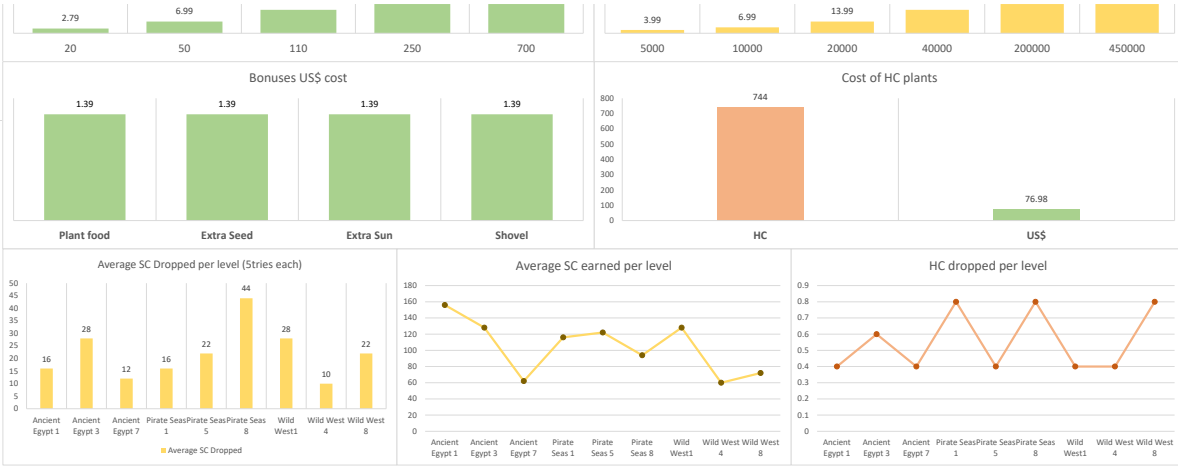 2.79
6.99
20
50
110
250
700
3.99
6.99
13.99
5000
10000
20000
40000
200000
450000
Bonuses US$ cost
1.39
1.39
1.39
1.39
Plant food
Extra Seed
Extra Sun
Shovel
Cost of HC plants
800
700
600
500
400
300
200
100
0
744
76.98
HC
US$
Average SC Dropped per level (5tries each)
50
45
40
35
30
25
20
15
10
5
0
16
28
12
16
22
44
28
10
22
Ancient
Egypt 1
Ancient
Egypt 3
Ancient
Egypt 7
Pirate Seas
1
Pirate Seas
5
Pirate Seas
8
Wild
West1
Wild West
4
Wild West
8
Average SC Dropped
Average SC earned per level
180
160
140
120
100
80
60
40
20
0
Ancient
Egypt 1
Ancient
Egypt 3
Ancient
Egypt 7
Pirate
Seas 1
Pirate
Seas 5
Pirate
Seas 8
Wild
West1
Wild West
4
Wild West
8
HC dropped per level
0.9
0.8
0.7
0.6
0.5
0.4
0.3
0.2
0.1
0
Ancient
Egypt 1
Ancient
Egypt 3
Ancient
Egypt 7
Pirate Seas
1
Pirate Seas
5
Pirate Seas
8
Wild
West1
Wild West
4
Wild West
8